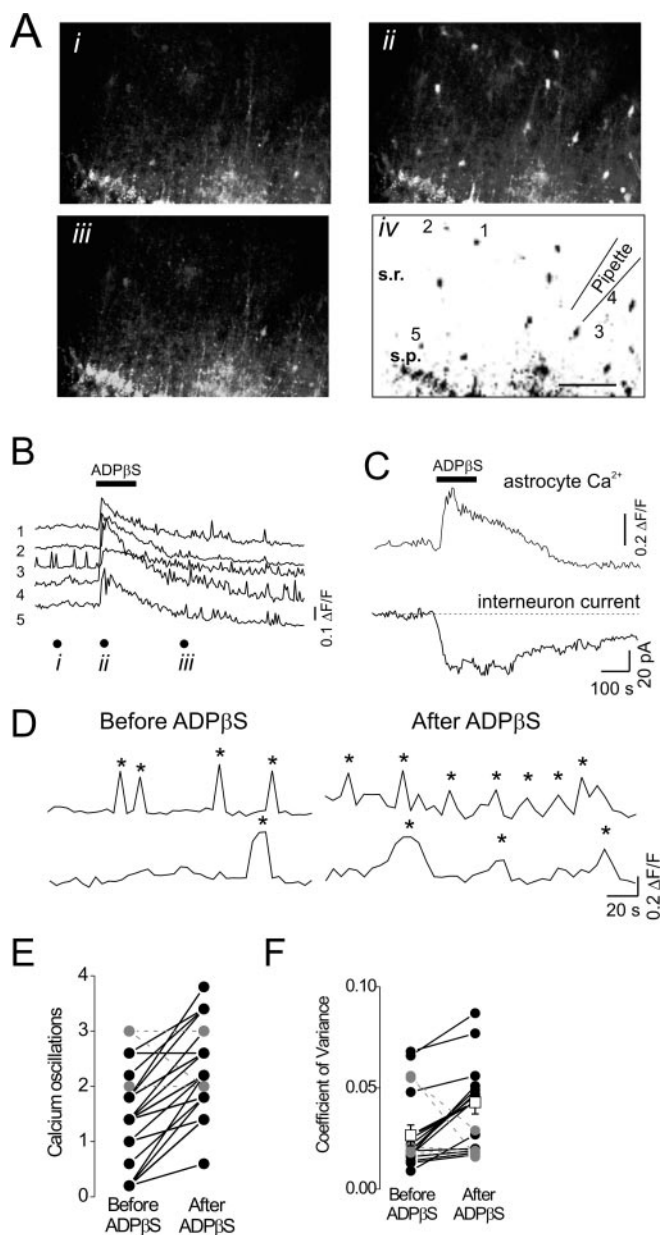 A
i
ii
iii
iv
2
1
s.r.
Pipette
4
5
3
s.p.
B
ADPβS
1
2
3
4
5
0.1 ΔF/F
i
ii
iii
C
ADPβS
astrocyte Ca²⁺
0.2 ΔF/F
interneuron current
20 pA
100 s
D
Before ADPβS
After ADPβS
* * * *
* * * * * * *
*
* * *
0.2 ΔF/F
20 s
E
Calcium oscillations
4
3
2
1
0
Before ADPβS
After ADPβS
F
Coefficient of Variance
0.10
0.05
0.00
Before ADPβS
After ADPβS